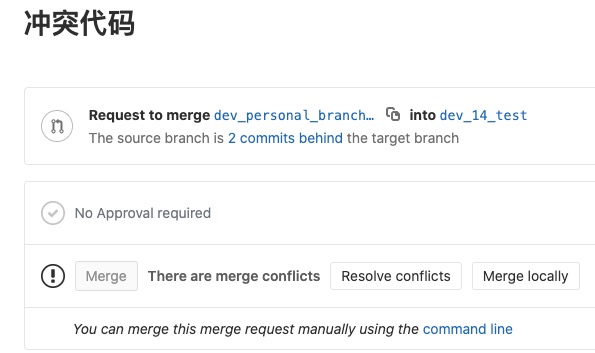 冲突代码
Request to merge dev_personal_branch… into dev_14_test
The source branch is 2 commits behind the target branch
No Approval required
Merge There are merge conflicts Resolve conflicts Merge locally
You can merge this merge request manually using the command line